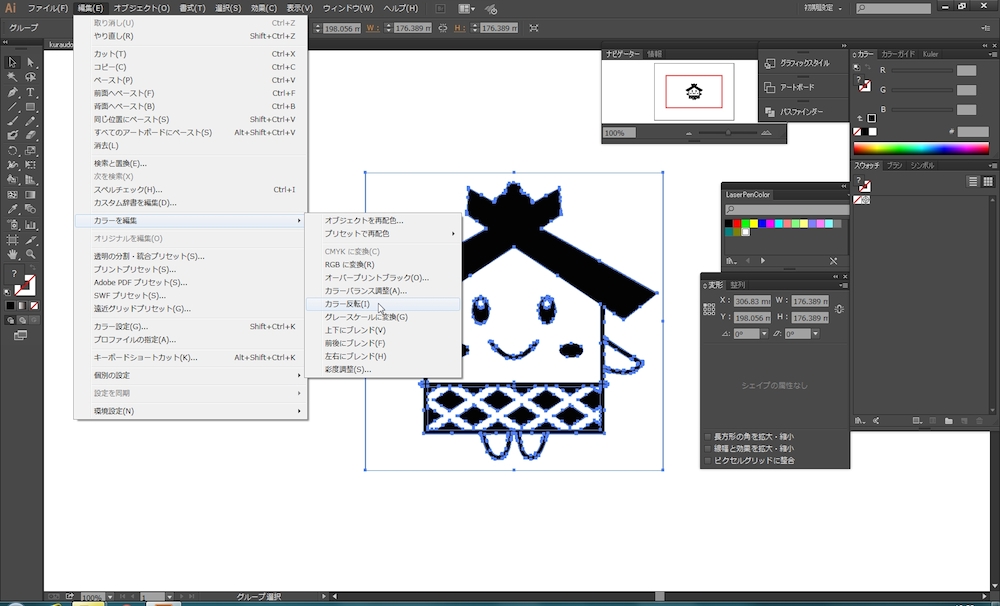 Ai ファイル(F) 編集(E) オブジェクト(O) 書式(T) 選択(S) 効果(C) 表示(V) ウィンドウ(W) ヘルプ(H) 初期設定
グループ 198.056 m W: 176.389 m H: 176.389 m
取り消し(U) Ctrl+Z
やり直し(R) Shift+Ctrl+Z
カット(T) Ctrl+X
コピー(C) Ctrl+C
ペースト(P) Ctrl+V
前面へペースト(F) Ctrl+F
背面へペースト(B) Ctrl+B
同じ位置にペースト(S) Shift+Ctrl+V
すべてのアートボードにペースト(S) Alt+Shift+Ctrl+V
消去(L)
検索と置換(E)...
次を検索(X)
スペルチェック(H)... Ctrl+I
カスタム辞書を編集(D)...
カラーを編集
オリジナルを編集(O)
透明の分割・統合プリセット(S)...
プリントプリセット(S)...
Adobe PDF プリセット(S)...
SWF プリセット(S)...
遠近グリッドプリセット(G)...
カラー設定(G)... Shift+Ctrl+K
プロファイルの指定(A)...
キーボードショートカット(K)... Alt+Shift+Ctrl+K
個別の設定
設定を同期
環境設定(N)
オブジェクトを再配色...
プリセットで再配色
CMYK に変換(C)
RGB に変換(R)
オーバープリントブラック(O)...
カラーバランス調整(A)...
カラー反転(I)
グレースケールに変換(G)
上下にブレンド(V)
前後にブレンド(F)
左右にブレンド(H)
彩度調整(S)...
kuraudo
ナビゲーター 情報
100%
グラフィックスタイル
アートボード
パスファインダー
カラー カラーガイド Kuler
R
G
B
#
スウォッチ ブラシ シンボル
LaserPenColor
変形 整列
X: 306.83 mm W: 176.389 m
Y: 198.056 m H: 176.389 m
0° 0°
シェイプの属性なし
長方形の角を拡大・縮小
線幅と効果を拡大・縮小
ピクセルグリッドに整合
100% 1 グループ選択